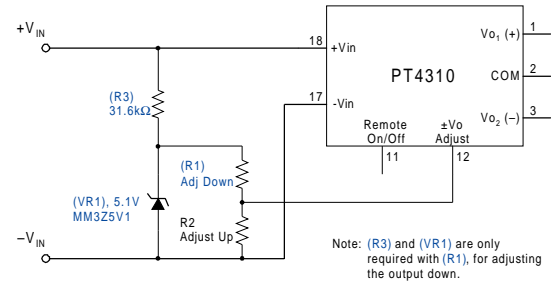 +VIN
18
+Vin
Vo1 (+)
1
PT4310
COM
2
17
-Vin
Vo2 (–)
3
Remote
On/Off
±Vo
Adjust
11
12
(R3)
31.6kΩ
(R1)
Adj Down
(VR1), 5.1V
MM3Z5V1
R2
Adjust Up
–VIN
Note: (R3) and (VR1) are only
required with (R1), for adjusting
the output down.